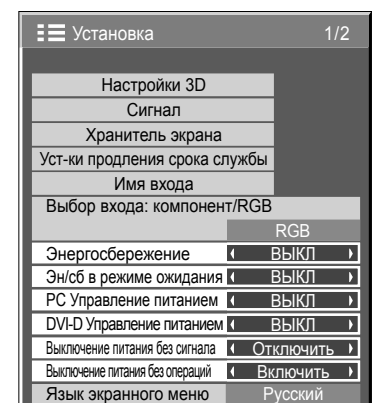 Установка 1/2
Настройки 3D
Сигнал
Хранитель экрана
Уст-ки продления срока службы
Имя входа
Выбор входа: компонент/RGB
RGB
Энергосбережение ВЫКЛ
Эн/сб в режиме ожидания ВЫКЛ
PC Управление питанием ВЫКЛ
DVI-D Управление питанием ВЫКЛ
Выключение питания без сигнала Отключить
Выключение питания без операций Включить
Язык экранного меню Русский